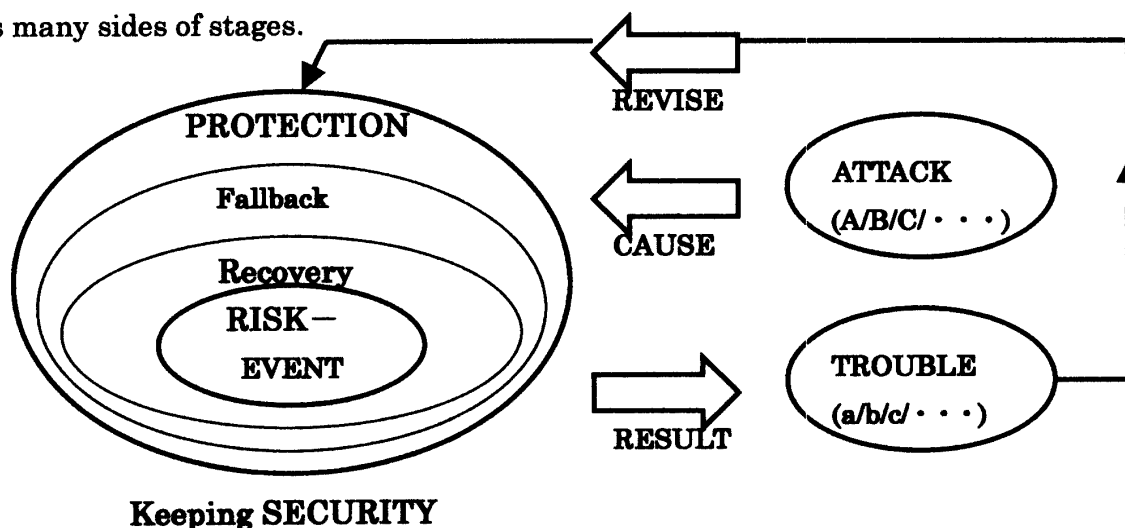 s many sides of stages.
REVISE
PROTECTION
ATTACK
(A/B/C/・・・)
Fallback
CAUSE
Recovery
RISK－
EVENT
TROUBLE
(a/b/c/・・・)
RESULT
Keeping SECURITY